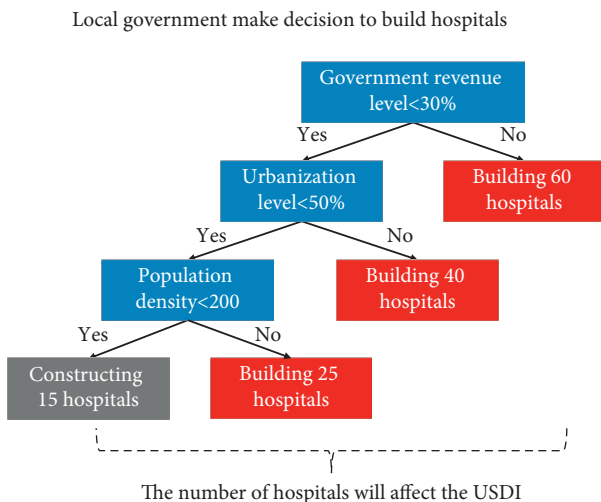 Local government make decision to build hospitals
Government revenue
level<30%
Yes
No
Urbanization
level<50%
Building 60
hospitals
Yes
No
Population
density<200
Building 40
hospitals
Yes
No
Constructing
15 hospitals
Building 25
hospitals
The number of hospitals will affect the USDI